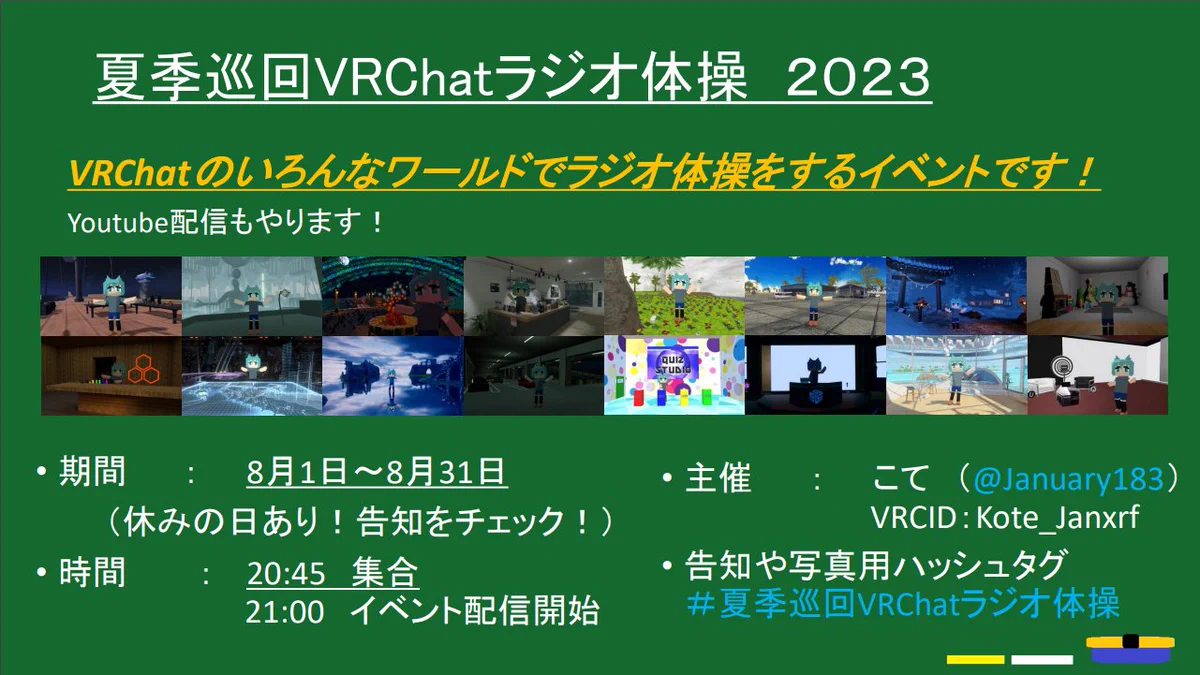 夏季巡回VRChatラジオ体操　２０２３
VRChatのいろんなワールドでラジオ体操をするイベントです！
Youtube配信もやります！
QUIZ
STUDIO
• 期間　：　8月1日～8月31日
（休みの日あり！告知をチェック！）
• 時間　：　20:45　集合
21:00　イベント配信開始
• 主催　：　こて　（@January183）
VRCID：Kote_Janxrf
• 告知や写真用ハッシュタグ
＃夏季巡回VRChatラジオ体操